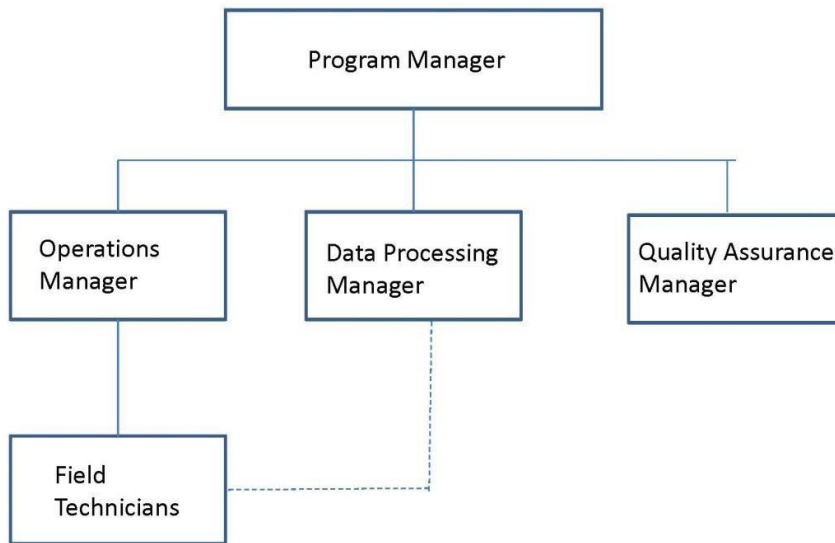 Program Manager
Operations
Manager
Data Processing
Manager
Quality Assurance
Manager
Field
Technicians